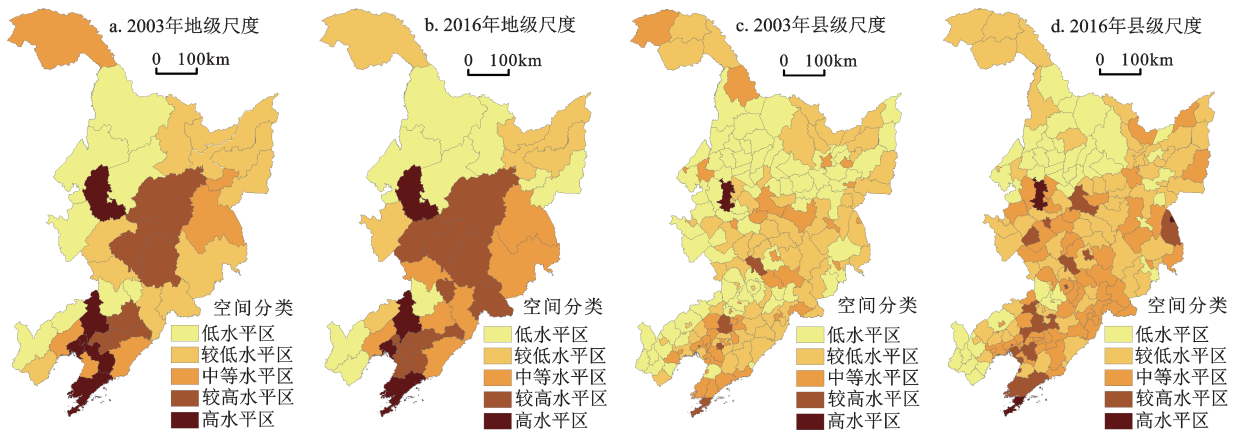 a. 2003年地级尺度
0 100km
空间分类
低水平区
较低水平区
中等水平区
较高水平区
高水平区
b. 2016年地级尺度
0 100km
空间分类
低水平区
较低水平区
中等水平区
较高水平区
高水平区
c. 2003年县级尺度
0 100km
空间分类
低水平区
较低水平区
中等水平区
较高水平区
高水平区
d. 2016年县级尺度
0 100km
空间分类
低水平区
较低水平区
中等水平区
较高水平区
高水平区